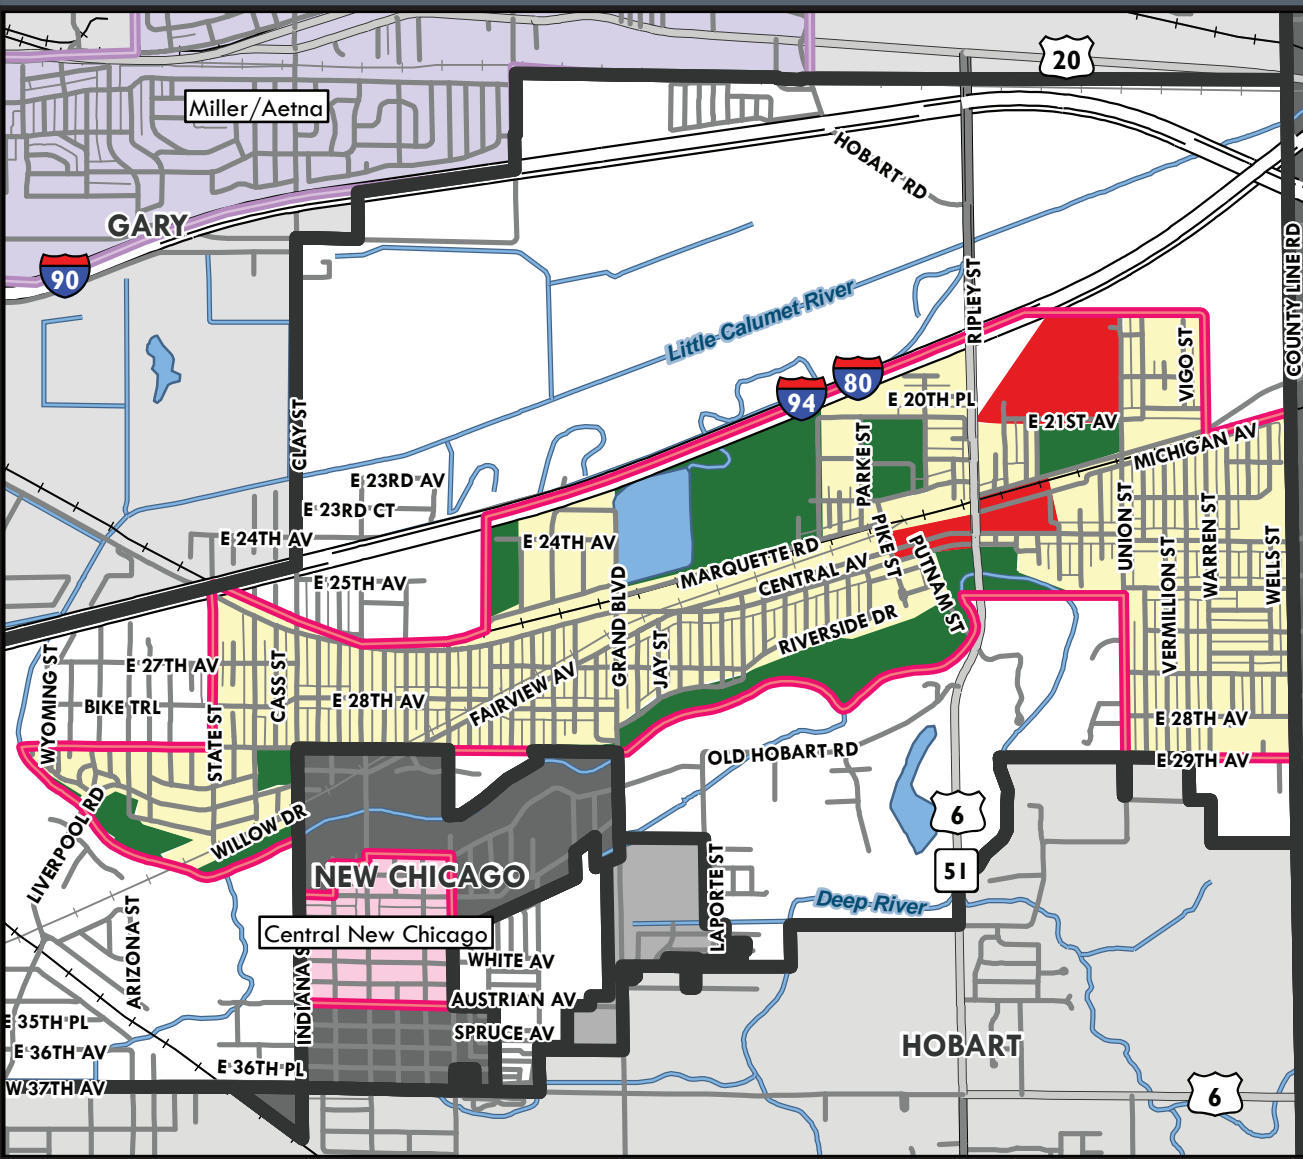 20
Miller/Aetna
HOBART RD
GARY
90
COUNTY LINE RD
RIPLEY ST
Little Calumet River
VIGO ST
80
94
E 20TH PL
E 21ST AV
CLAY ST
MICHIGAN AV
PARKE ST
E 23RD AV
E 23RD CT
E 24TH AV
E 24TH AV
PIKE ST
PUTNAM ST
UNION ST
WARREN ST
WELLS ST
MARQUETTE RD
CENTRAL AV
E 25TH AV
GRAND BLVD
VERMILLION ST
RIVERSIDE DR
JAY ST
WYOMING ST
E 27TH AV
CASS ST
FAIRVIEW AV
E 28TH AV
BIKE TRL
STATE ST
E 28TH AV
OLD HOBART RD
E 29TH AV
LIVERPOOL RD
WILLOW DR
6
51
NEW CHICAGO
LAPORTE ST
Deep River
ARIZONA ST
Central New Chicago
INDIANA S
WHITE AV
AUSTRIAN AV
E 35TH PL
SPRUCE AV
HOBART
E 36TH AV
E 36TH PL
W 37TH AV
6